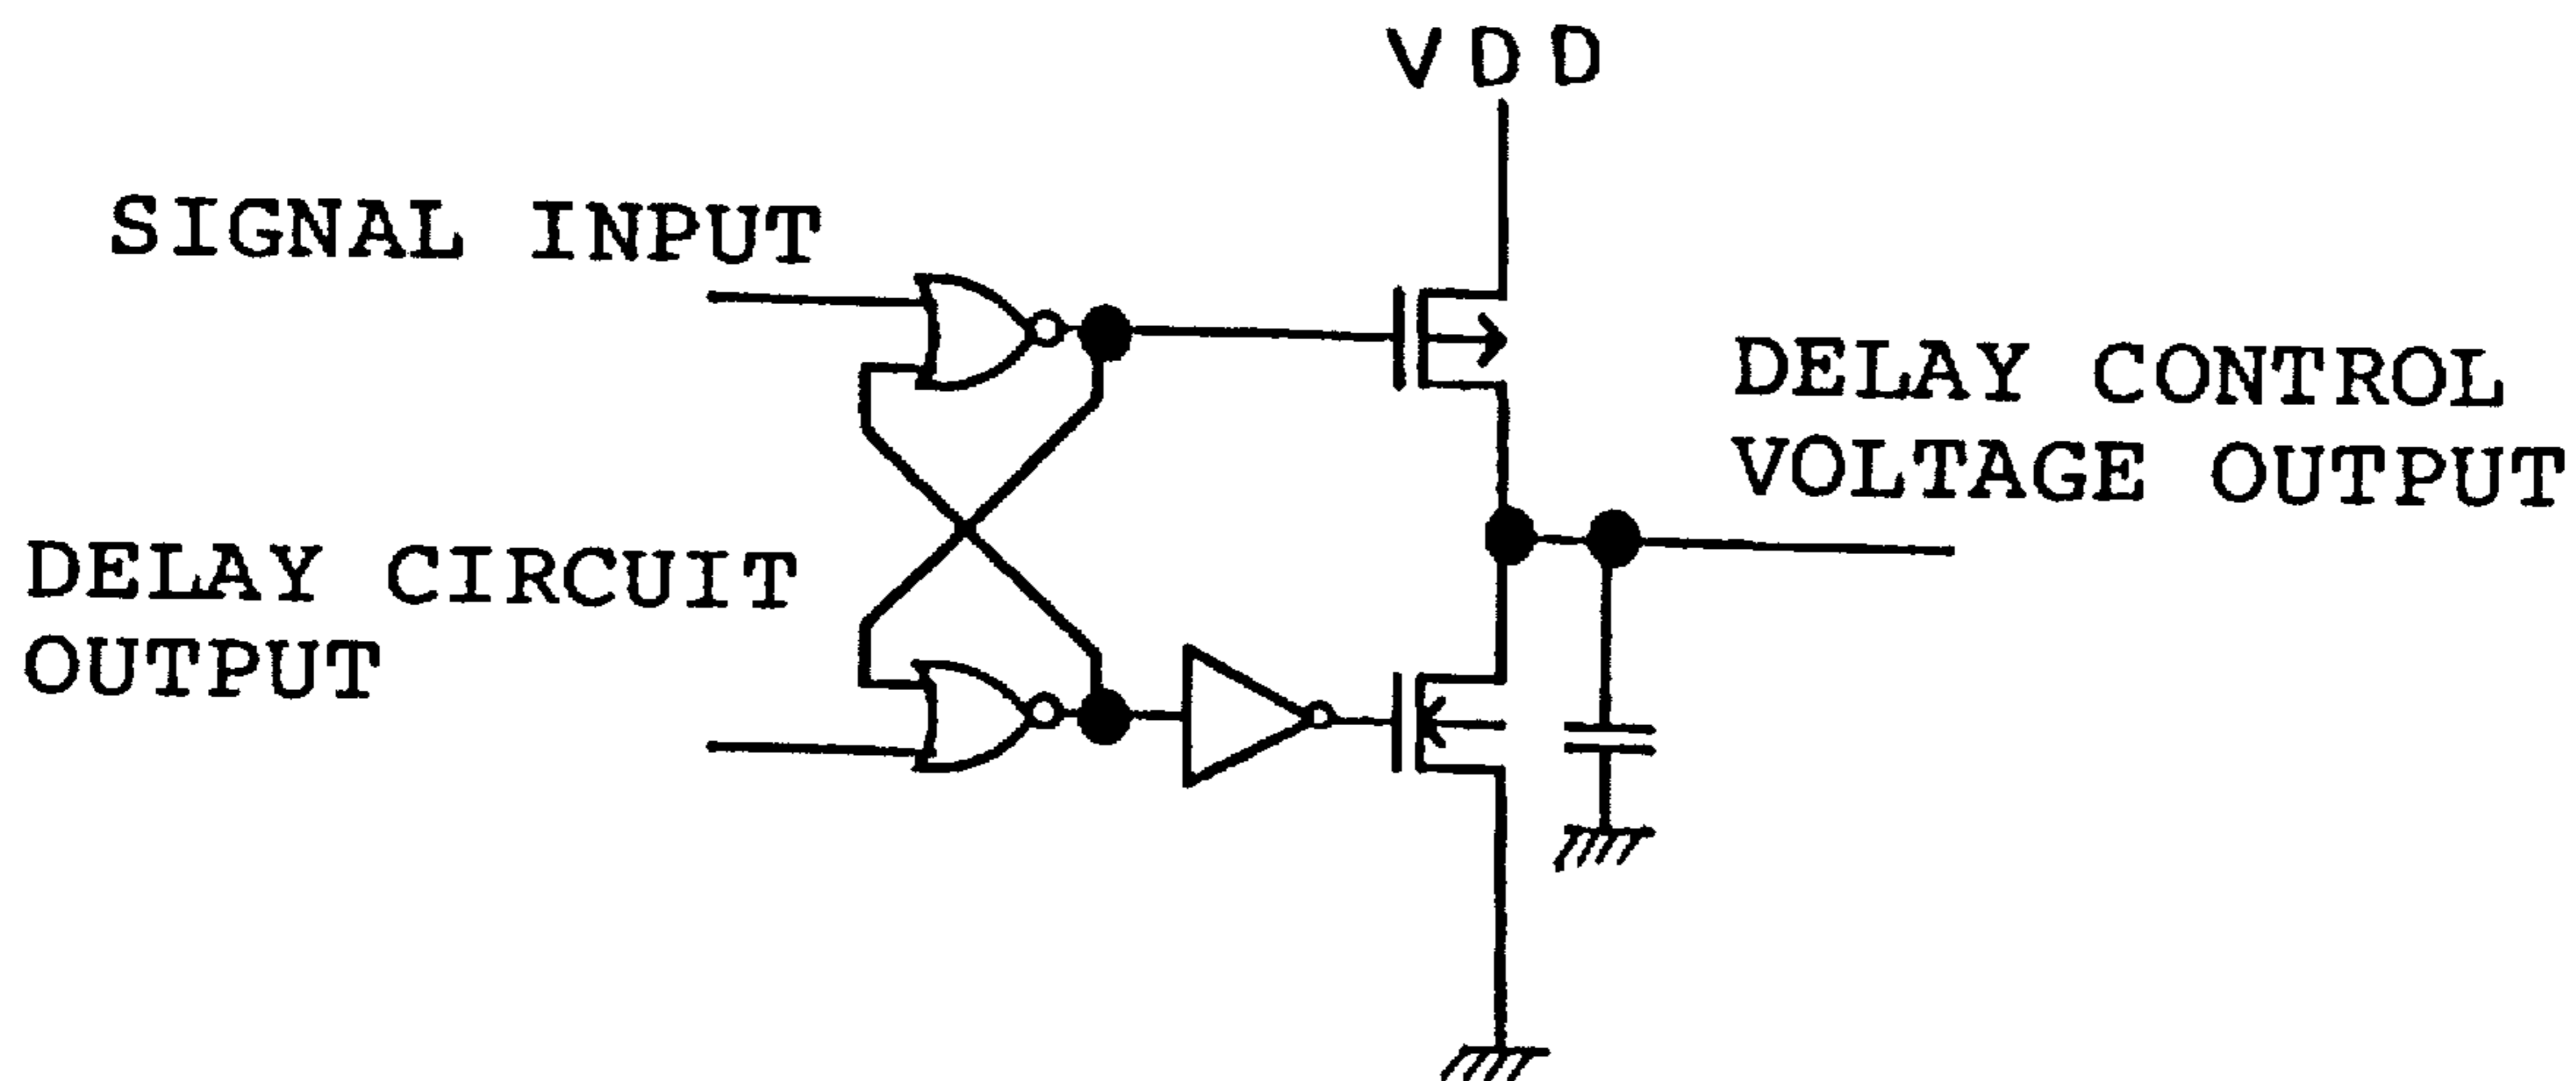 VDD
SIGNAL INPUT
DELAY CONTROL
VOLTAGE OUTPUT
DELAY CIRCUIT
OUTPUT